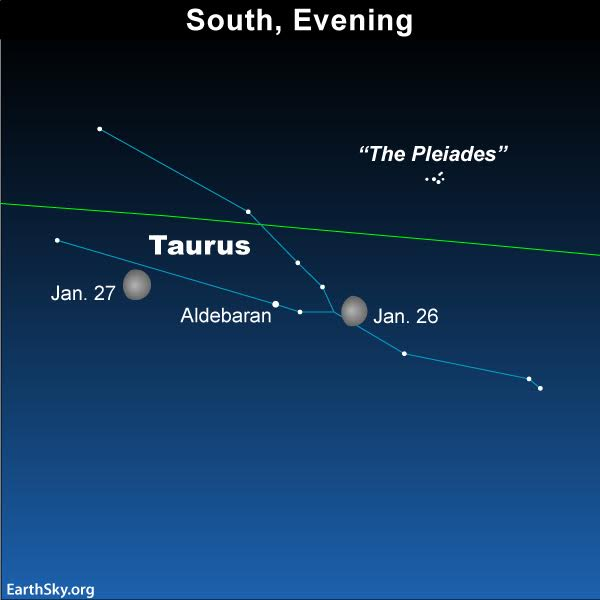 South, Evening
“The Pleiades”
Taurus
Jan. 27
Aldebaran
Jan. 26
EarthSky.org